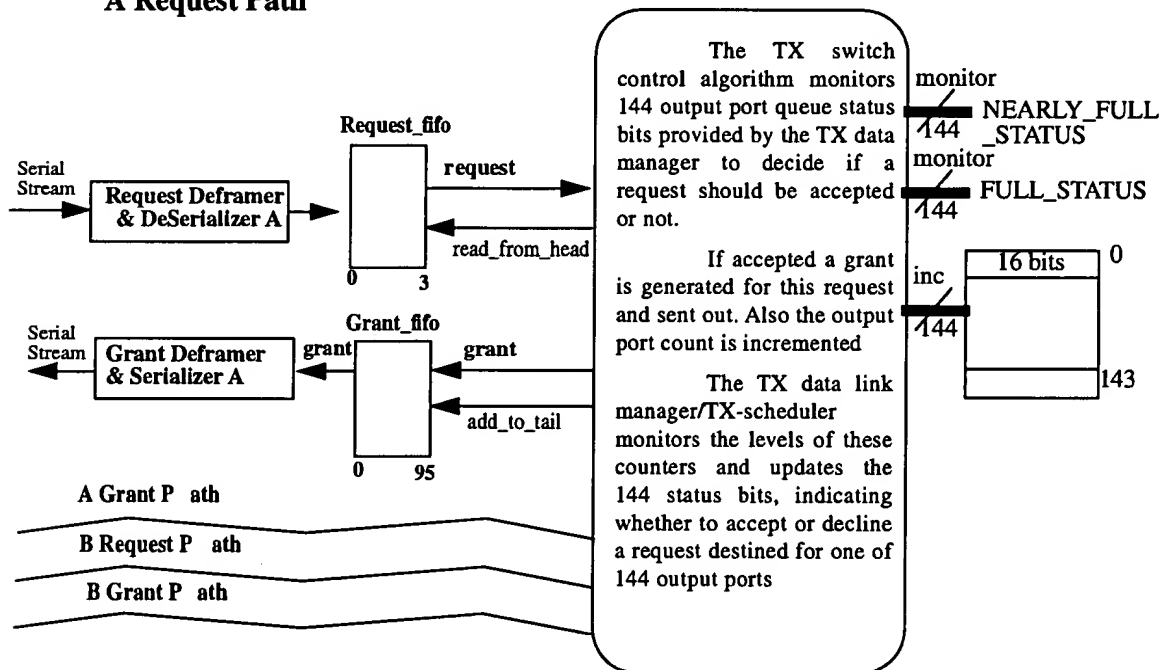 A Request Path
Request_fifo
Serial
Stream
Request Deframer
& DeSerializer A
request
read_from_head
0 3
Grant_fifo
Serial
Stream
Grant Deframer
& Serializer A
grant
grant
add_to_tail
0 95
A Grant P ath
B Request P ath
B Grant P ath
The TX switch
control algorithm monitors
144 output port queue status
bits provided by the TX data
manager to decide if a
request should be accepted
or not.
If accepted a grant
is generated for this request
and sent out. Also the output
port count is incremented
The TX data link
manager/TX-scheduler
monitors the levels of these
counters and updates the
144 status bits, indicating
whether to accept or decline
a request destined for one of
144 output ports
monitor
144
NEARLY_FULL
_STATUS
monitor
144
FULL_STATUS
inc
144
16 bits
0
143